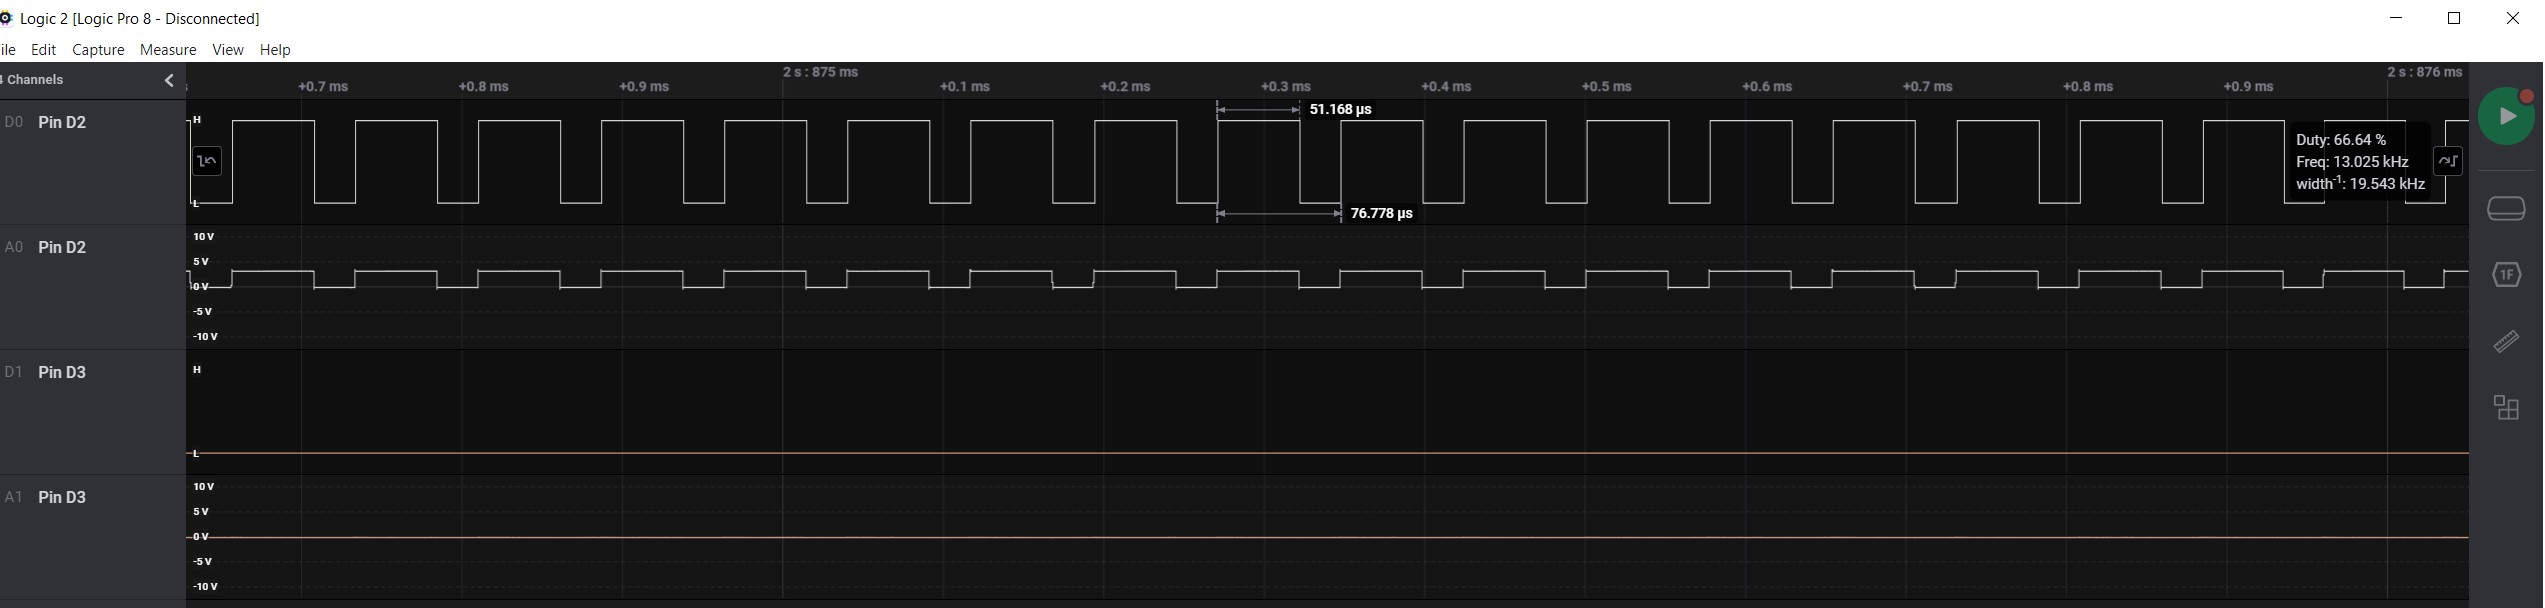 Logic 2 [Logic Pro 8 - Disconnected]
ile Edit Capture Measure View Help
4 Channels
2 s : 875 ms
2 s : 876 ms
+0.7 ms +0.8 ms +0.9 ms +0.1 ms +0.2 ms +0.3 ms +0.4 ms +0.5 ms +0.6 ms +0.7 ms +0.8 ms +0.9 ms
D0 Pin D2
H
51.168 µs
Duty: 66.64 %
Freq: 13.025 kHz
width⁻¹: 19.543 kHz
L
76.778 µs
A0 Pin D2
10 V
5 V
0 V
-5 V
-10 V
1F
D1 Pin D3
H
L
A1 Pin D3
10 V
5 V
0 V
-5 V
-10 V